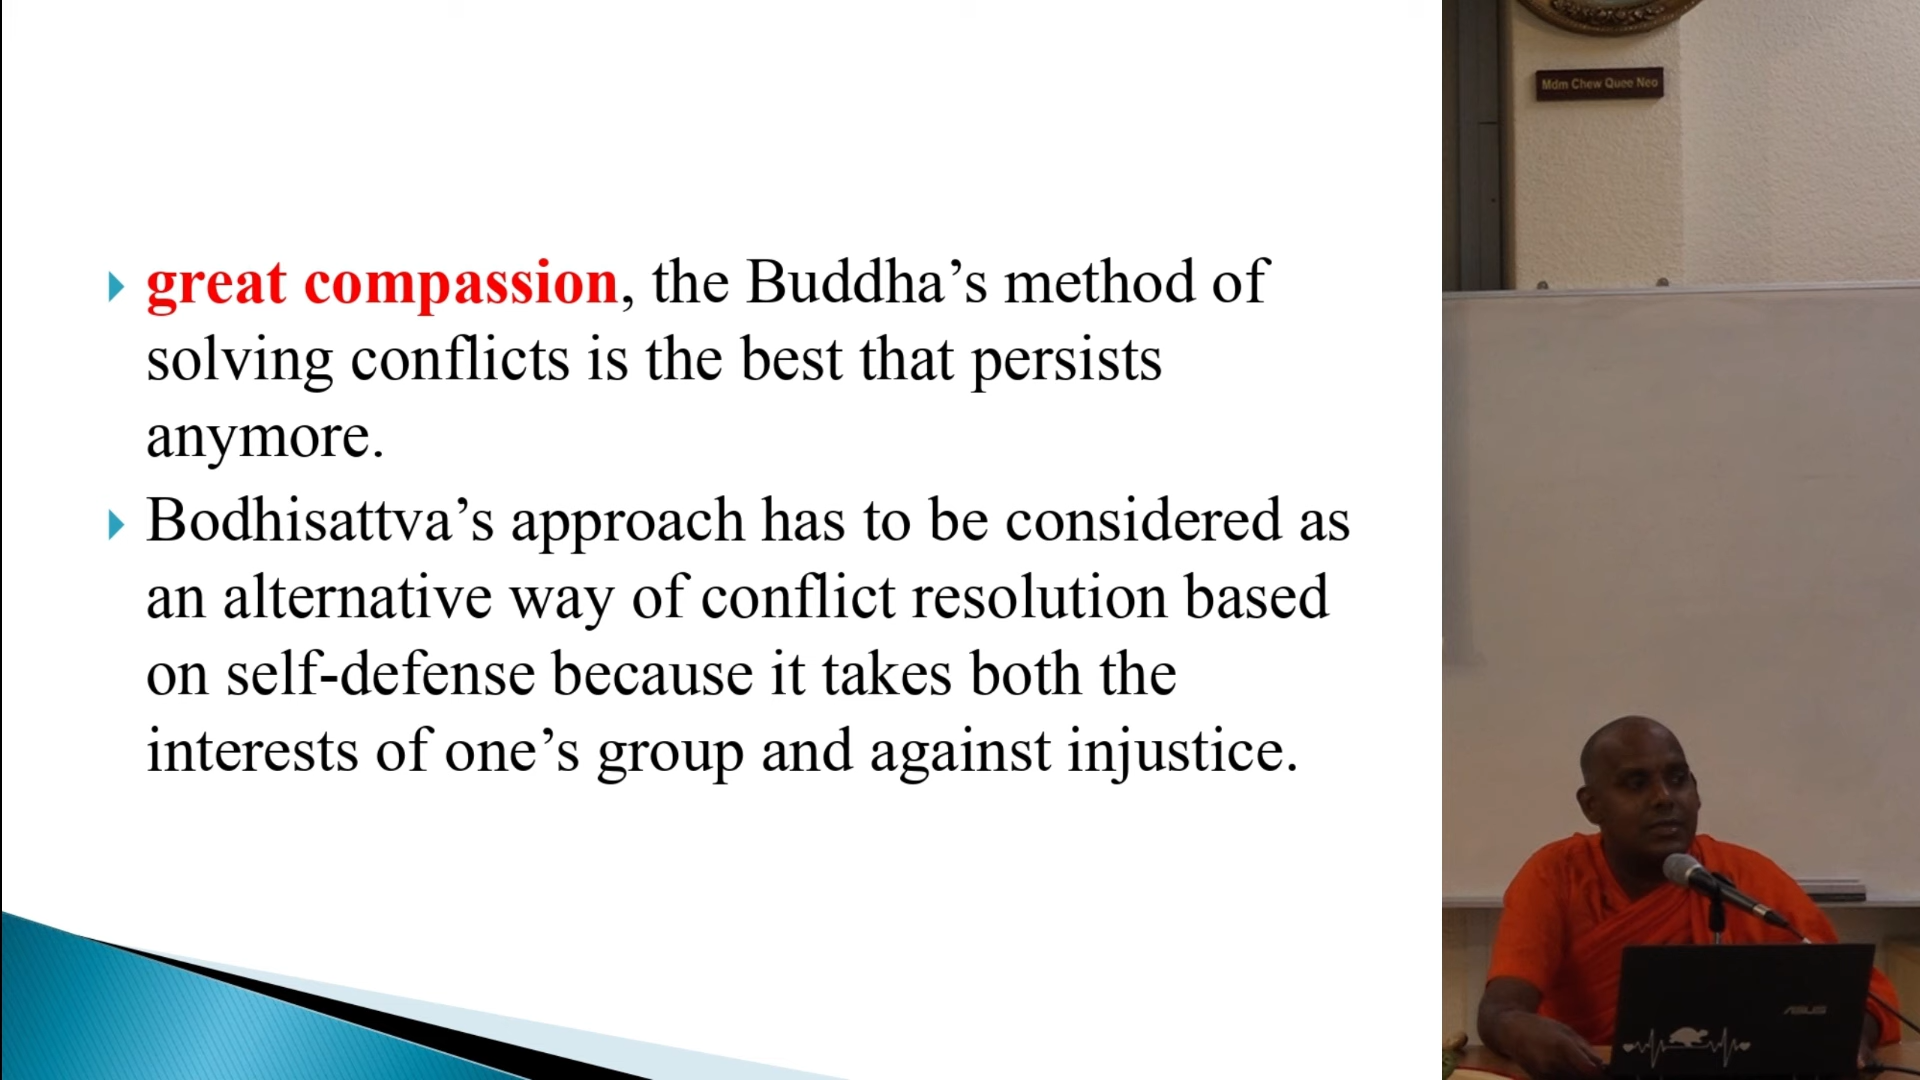 great compassion, the Buddha’s method of
solving conflicts is the best that persists
anymore.
Bodhisattva’s approach has to be considered as
an alternative way of conflict resolution based
on self-defense because it takes both the
interests of one’s group and against injustice.
Mdm Chew Quee Neo
ASUS